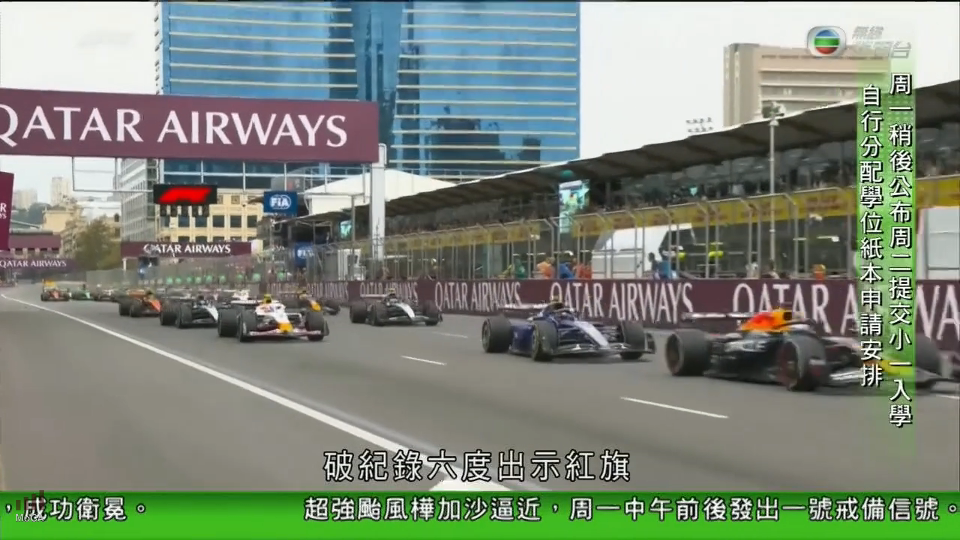 無綫
QATAR AIRWAYS
FIA
QATAR AIRWAYS
QATAR AIRWAYS
QATAR AIRWAYS
QATAR AIRWAYS
QATAR AIRWAYS
周一稍後公布周二提交小一入學
自行分配學位紙本申請安排
破紀錄六度出示紅旗
，成功衛冕。
超強颱風樺加沙逼近，周一中午前後發出一號戒備信號。